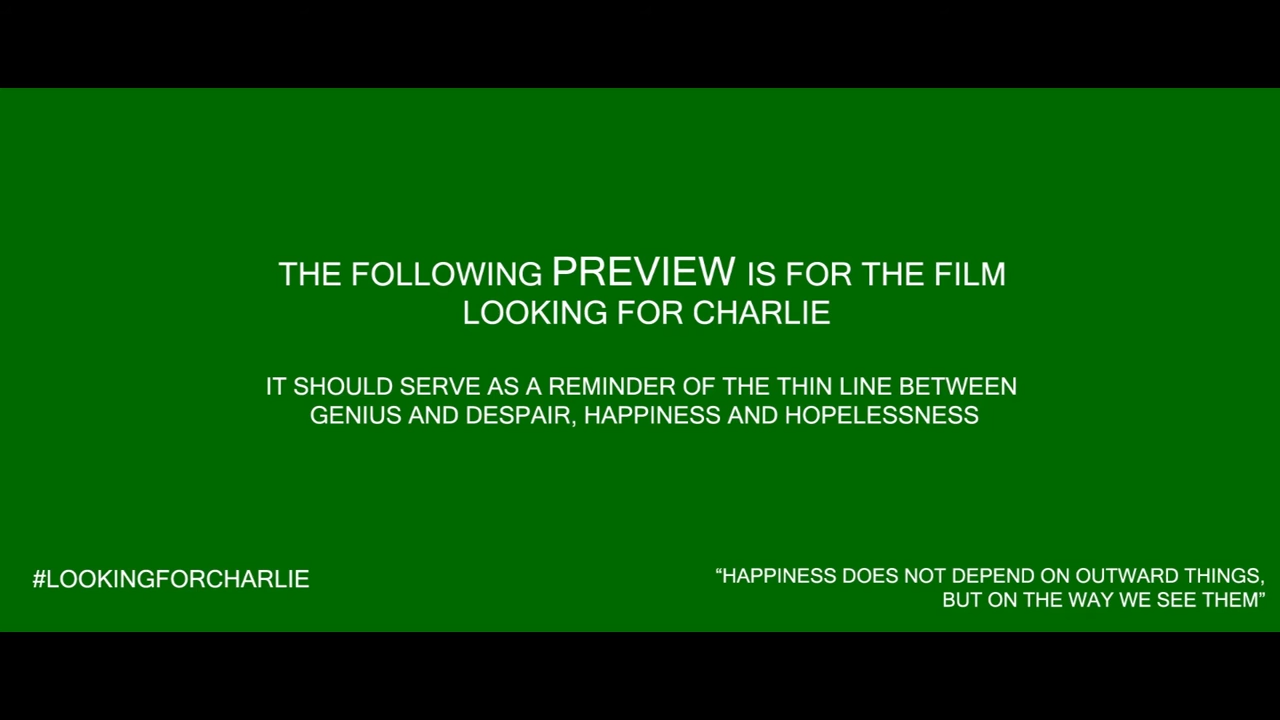 THE FOLLOWING PREVIEW IS FOR THE FILM
LOOKING FOR CHARLIE
IT SHOULD SERVE AS A REMINDER OF THE THIN LINE BETWEEN
GENIUS AND DESPAIR, HAPPINESS AND HOPELESSNESS
#LOOKINGFORCHARLIE
“HAPPINESS DOES NOT DEPEND ON OUTWARD THINGS,
BUT ON THE WAY WE SEE THEM”